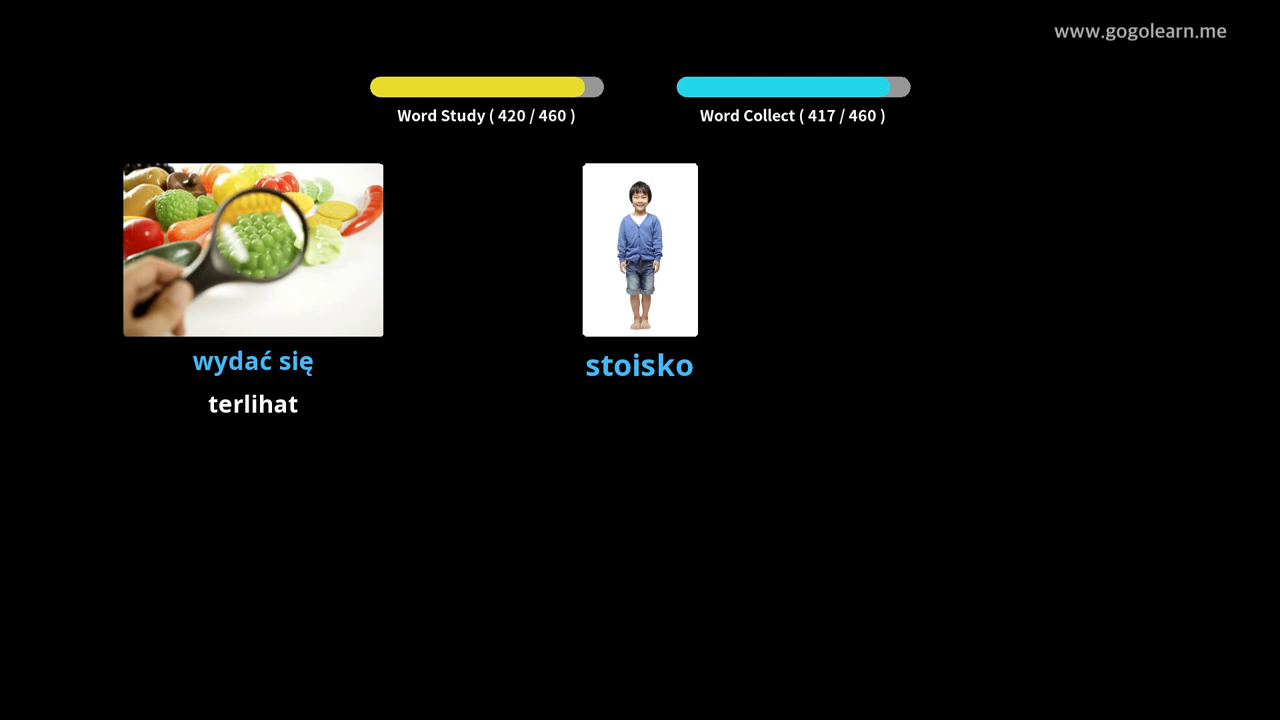 www.gogolearn.me
Word Study ( 420 / 460 )
Word Collect ( 417 / 460 )
wydać się
terlihat
stoisko